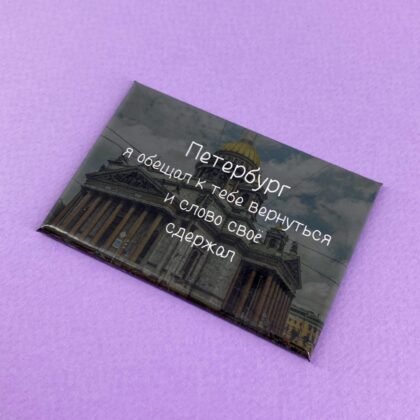 Петербург
я обещал к тебе вернуться
и слово своё
сдержал